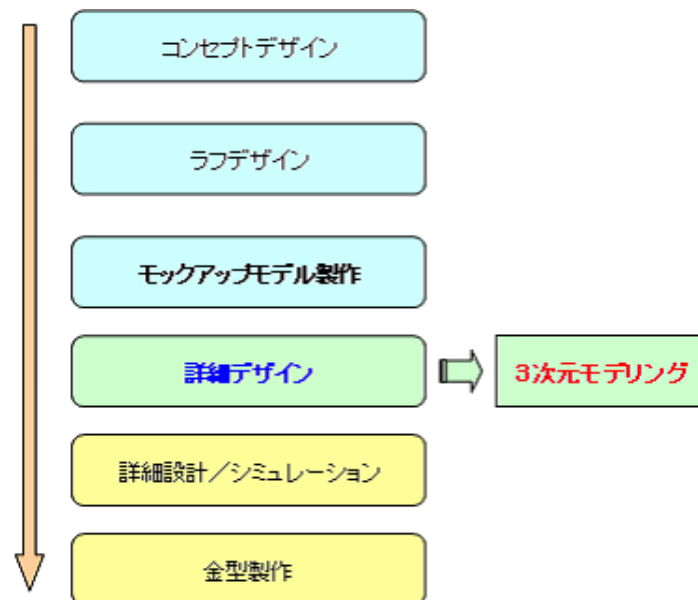 コンセプトデザイン
ラフデザイン
モックアップモデル製作
詳細デザイン
3次元モデリング
詳細設計/シミュレーション
金型製作